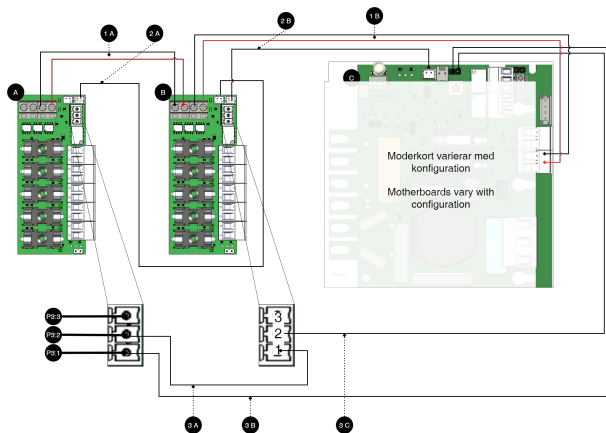 1 A
2 A
2 B
1 B
A
B
C
Moderkort varierar med
konfiguration
Motherboards vary with
configuration
P3:3
P3:2
P3:1
3
2
1
3 A
3 B
3 C